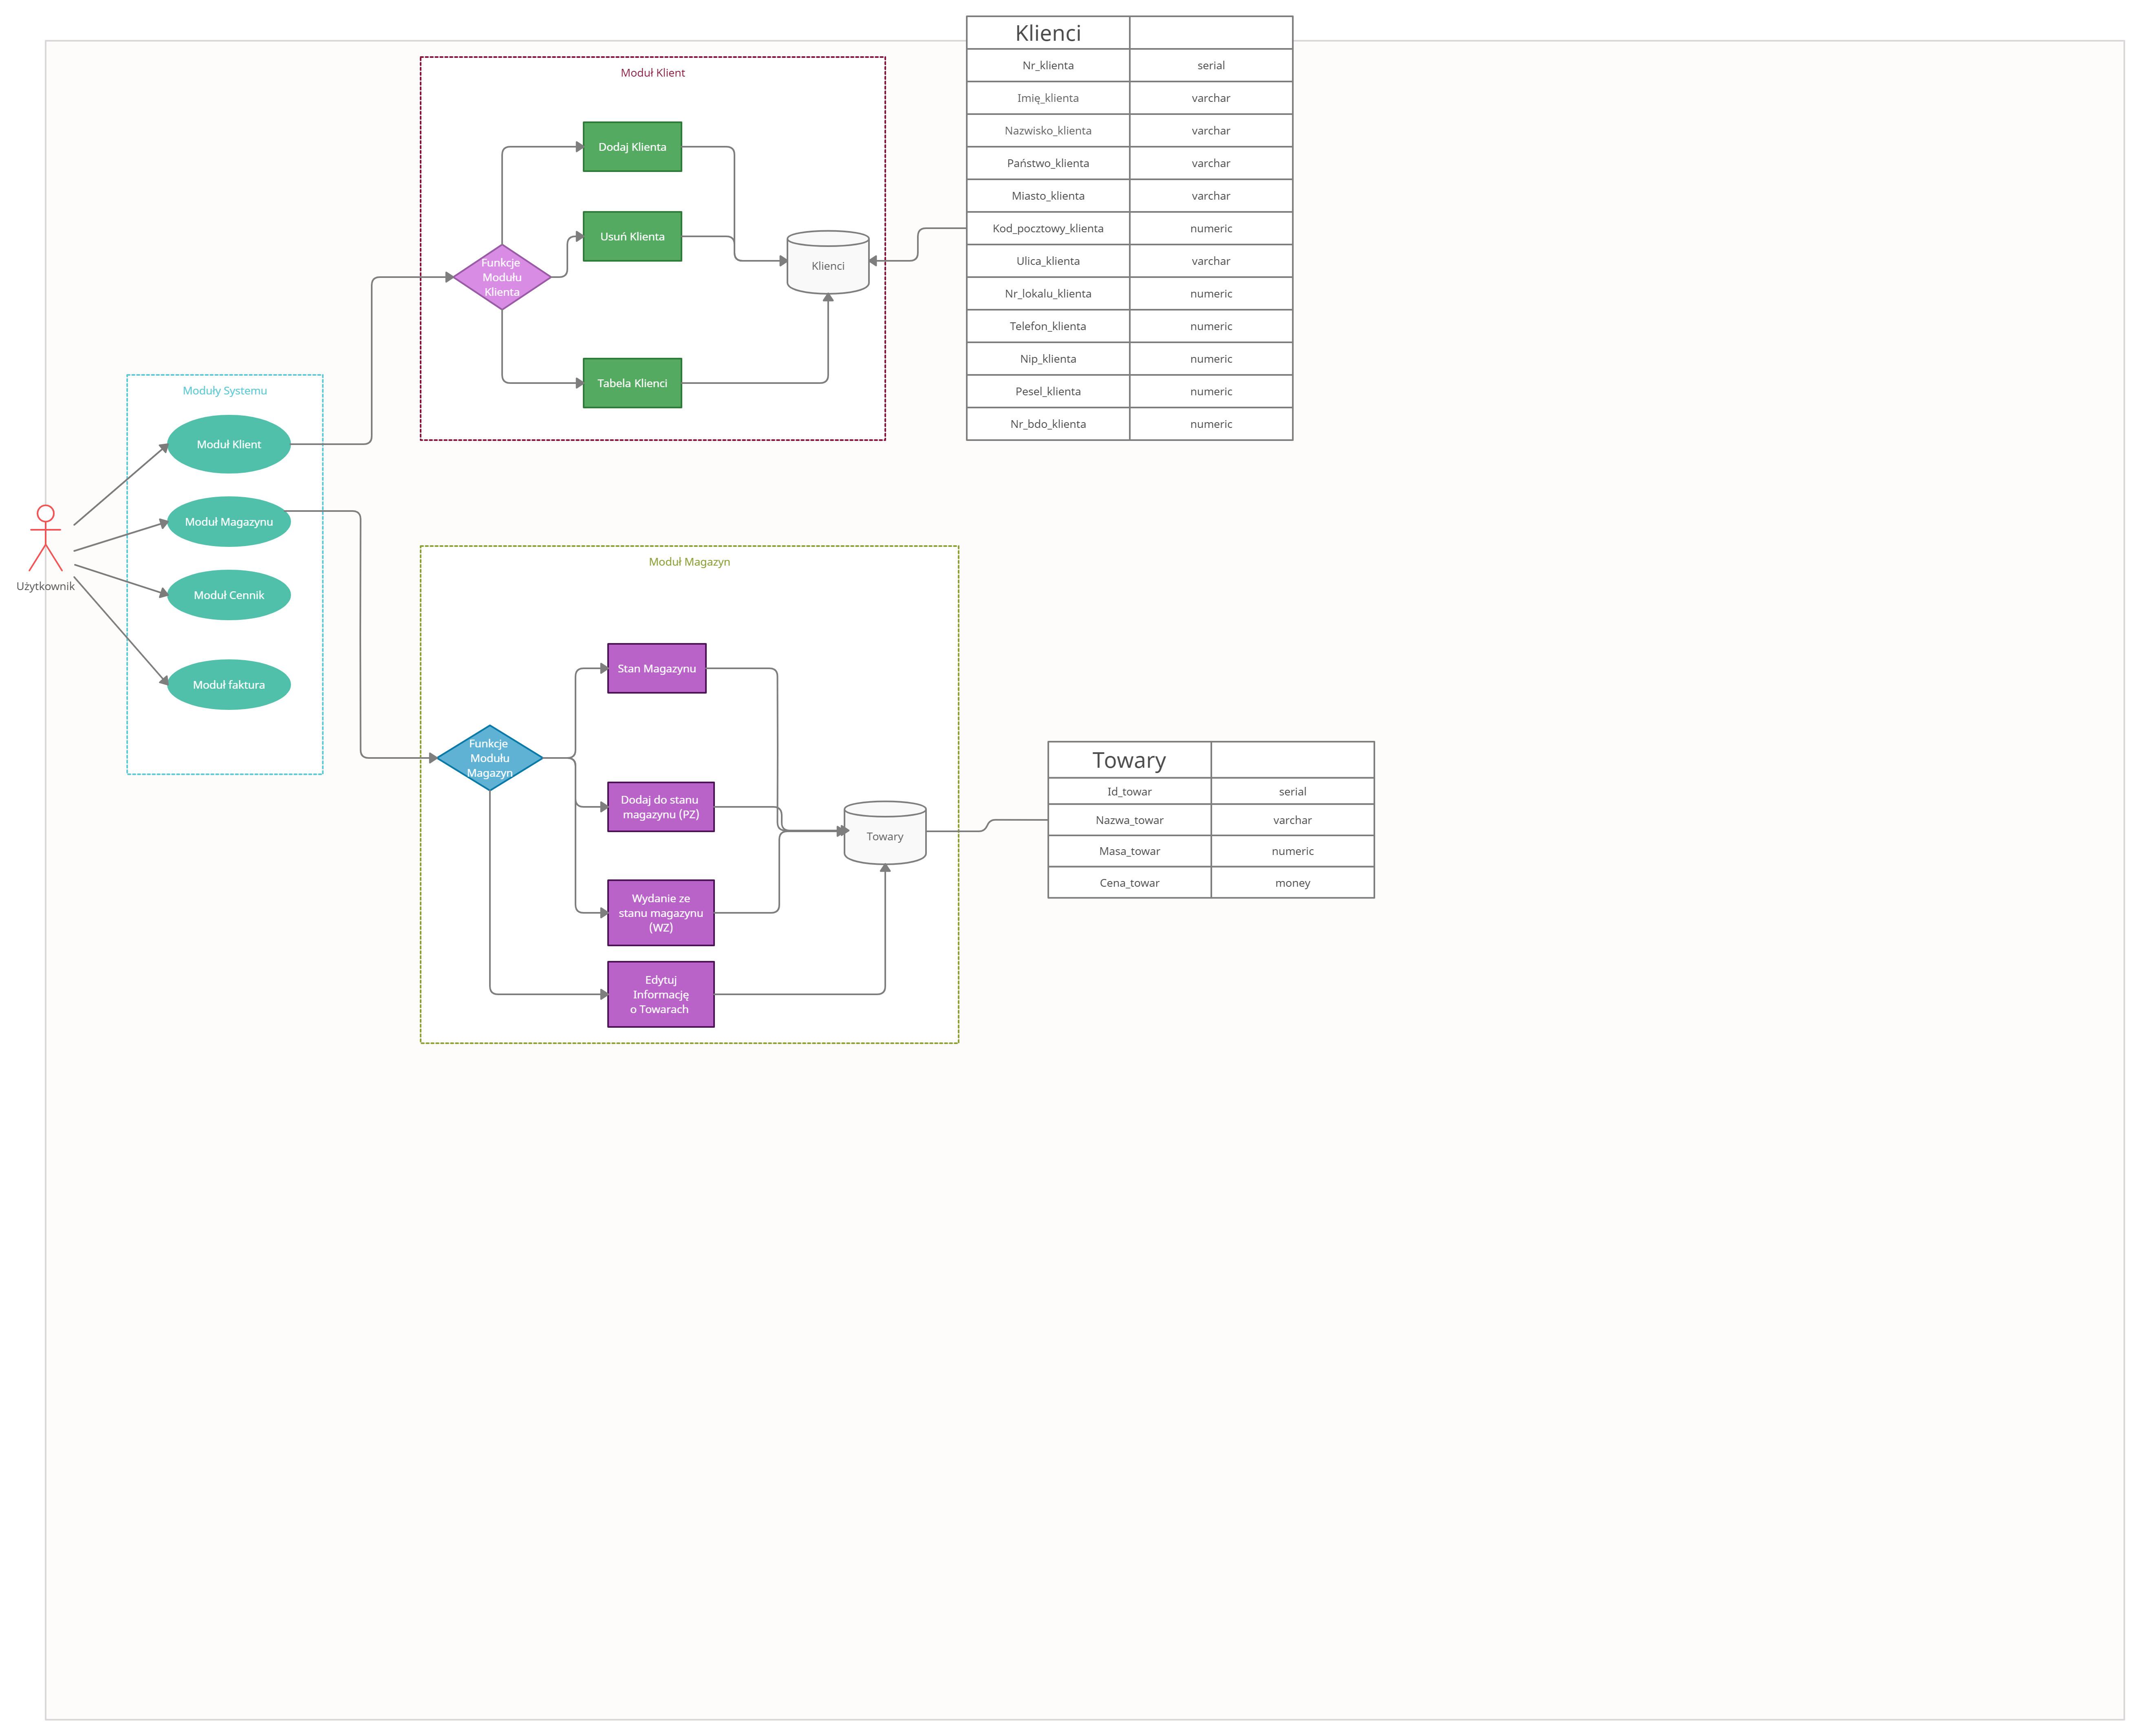 Klienci
Nr_klienta serial
Imię_klienta varchar
Nazwisko_klienta varchar
Państwo_klienta varchar
Miasto_klienta varchar
Kod_pocztowy_klienta numeric
Ulica_klienta varchar
Nr_lokalu_klienta numeric
Telefon_klienta numeric
Nip_klienta numeric
Pesel_klienta numeric
Nr_bdo_klienta numeric
Moduł Klient
Dodaj Klienta
Usuń Klienta
Funkcje
Modułu
Klienta
Klienci
Tabela Klienci
Moduły Systemu
Moduł Klient
Moduł Magazynu
Moduł Cennik
Moduł faktura
Użytkownik
Moduł Magazyn
Stan Magazynu
Funkcje
Modułu
Magazyn
Dodaj do stanu
magazynu (PZ)
Wydanie ze
stanu magazynu
(WZ)
Edytuj
Informację
o Towarach
Towary
Towary
Id_towar serial
Nazwa_towar varchar
Masa_towar numeric
Cena_towar money